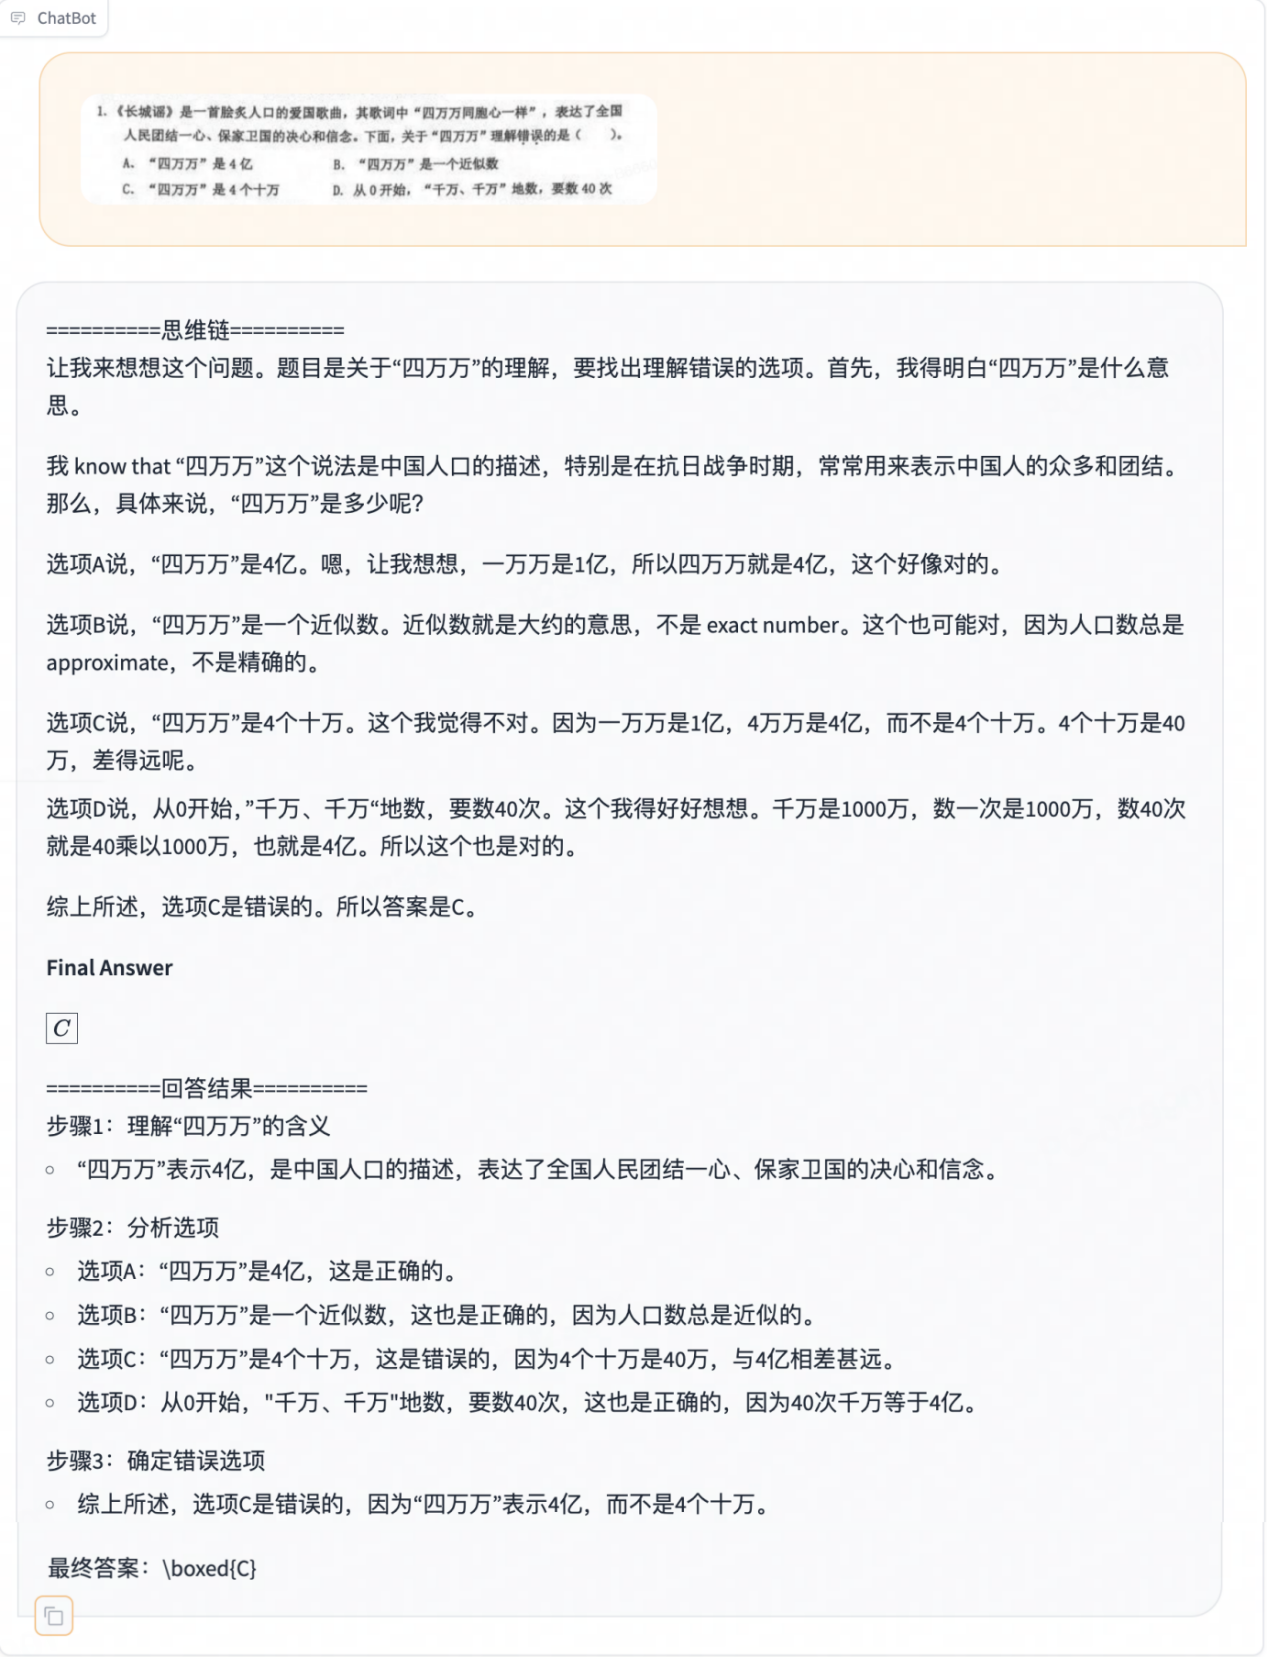 ChatBot
1. 《长城谣》是一首脍炙人口的爱国歌曲，其歌词中“四万万同胞心一样”，表达了全国
人民团结一心、保家卫国的决心和信念。下面，关于“四万万”理解错误的是（　　）。
A. “四万万”是4亿 B. “四万万”是一个近似数
C. “四万万”是4个十万 D. 从0开始，“千万、千万”地数，要数40次
==========思维链==========
让我来想想这个问题。题目是关于“四万万”的理解，要找出理解错误的选项。首先，我得明白“四万万”是什么意
思。
我 know that “四万万”这个说法是中国人口的描述，特别是在抗日战争时期，常常用来表示中国人的众多和团结。
那么，具体来说，“四万万”是多少呢？
选项A说，“四万万”是4亿。嗯，让我想想，一万万是1亿，所以四万万就是4亿，这个好像对的。
选项B说，“四万万”是一个近似数。近似数就是大约的意思，不是 exact number。这个也可能对，因为人口数总是
approximate，不是精确的。
选项C说，“四万万”是4个十万。这个我觉得不对。因为一万万是1亿，4万万是4亿，而不是4个十万。4个十万是40
万，差得远呢。
选项D说，从0开始，”千万、千万“地数，要数40次。这个我得好好想想。千万是1000万，数一次是1000万，数40次
就是40乘以1000万，也就是4亿。所以这个也是对的。
综上所述，选项C是错误的。所以答案是C。
Final Answer
C
==========回答结果==========
步骤1：理解“四万万”的含义
“四万万”表示4亿，是中国人口的描述，表达了全国人民团结一心、保家卫国的决心和信念。
步骤2：分析选项
选项A：“四万万”是4亿，这是正确的。
选项B：“四万万”是一个近似数，这也是正确的，因为人口数总是近似的。
选项C：“四万万”是4个十万，这是错误的，因为4个十万是40万，与4亿相差甚远。
选项D：从0开始，"千万、千万"地数，要数40次，这也是正确的，因为40次千万等于4亿。
步骤3：确定错误选项
综上所述，选项C是错误的，因为“四万万”表示4亿，而不是4个十万。
最终答案：\boxed{C}